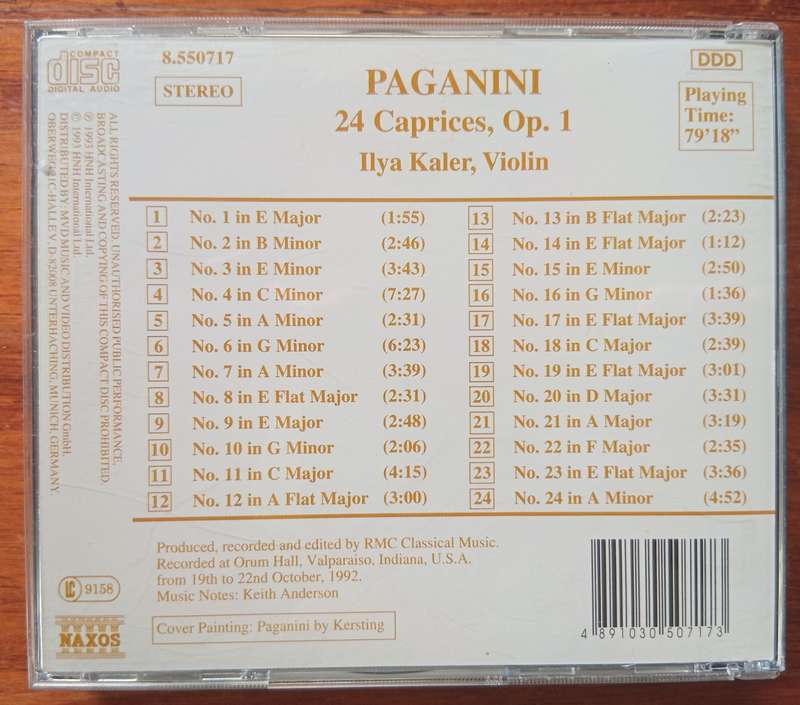 COMPACT
disc
DIGITAL AUDIO
8.550717
STEREO
PAGANINI
24 Caprices, Op. 1
Ilya Kaler, Violin
DDD
Playing
Time:
79'18"
1 No. 1 in E Major (1:55)
2 No. 2 in B Minor (2:46)
3 No. 3 in E Minor (3:43)
4 No. 4 in C Minor (7:27)
5 No. 5 in A Minor (2:31)
6 No. 6 in G Minor (6:23)
7 No. 7 in A Minor (3:39)
8 No. 8 in E Flat Major (2:31)
9 No. 9 in E Major (2:48)
10 No. 10 in G Minor (2:06)
11 No. 11 in C Major (4:15)
12 No. 12 in A Flat Major (3:00)
13 No. 13 in B Flat Major (2:23)
14 No. 14 in E Flat Major (1:12)
15 No. 15 in E Minor (2:50)
16 No. 16 in G Minor (1:36)
17 No. 17 in E Flat Major (3:39)
18 No. 18 in C Major (2:39)
19 No. 19 in E Flat Major (3:01)
20 No. 20 in D Major (3:31)
21 No. 21 in A Major (3:19)
22 No. 22 in F Major (2:35)
23 No. 23 in E Flat Major (3:36)
24 No. 24 in A Minor (4:52)
Produced, recorded and edited by RMC Classical Music.
Recorded at Orum Hall, Valparaiso, Indiana, U.S.A.
from 19th to 22nd October, 1992.
Music Notes: Keith Anderson
Cover Painting: Paganini by Kersting
4 891030 507173
ALL RIGHTS RESERVED. UNAUTHORISED PUBLIC PERFORMANCE,
BROADCASTING AND COPYING OF THIS COMPACT DISC PROHIBITED.
℗ 1993 HNH International Ltd.
© 1993 HNH International Ltd.
DISTRIBUTED BY: MVD MUSIC AND VIDEO DISTRIBUTION GmbH,
D-82008 UNTERHACHING, MUNICH, GERMANY.
LC 9158
NAXOS